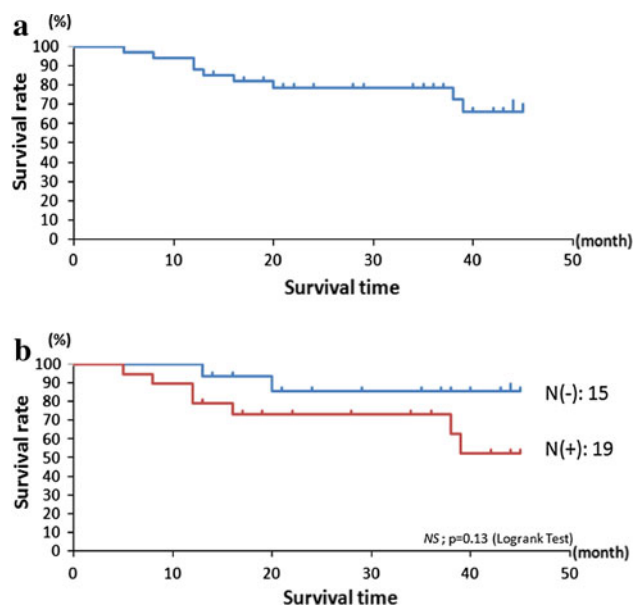 a
(%)
100
90
80
70
60
50
40
30
20
10
0
Survival rate
0 10 20 30 40 50
(month)
Survival time
b
(%)
100
90
80
70
60
50
40
30
20
10
0
Survival rate
N(-): 15
N(+): 19
NS ; p=0.13 (Logrank Test)
0 10 20 30 40 50
(month)
Survival time